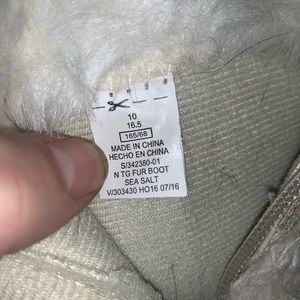 10
16.5
165/68
MADE IN CHINA
HECHO EN CHINA
S/342380-01
N TG FUR BOOT
SEA SALT
V/303430 HO16 07/16